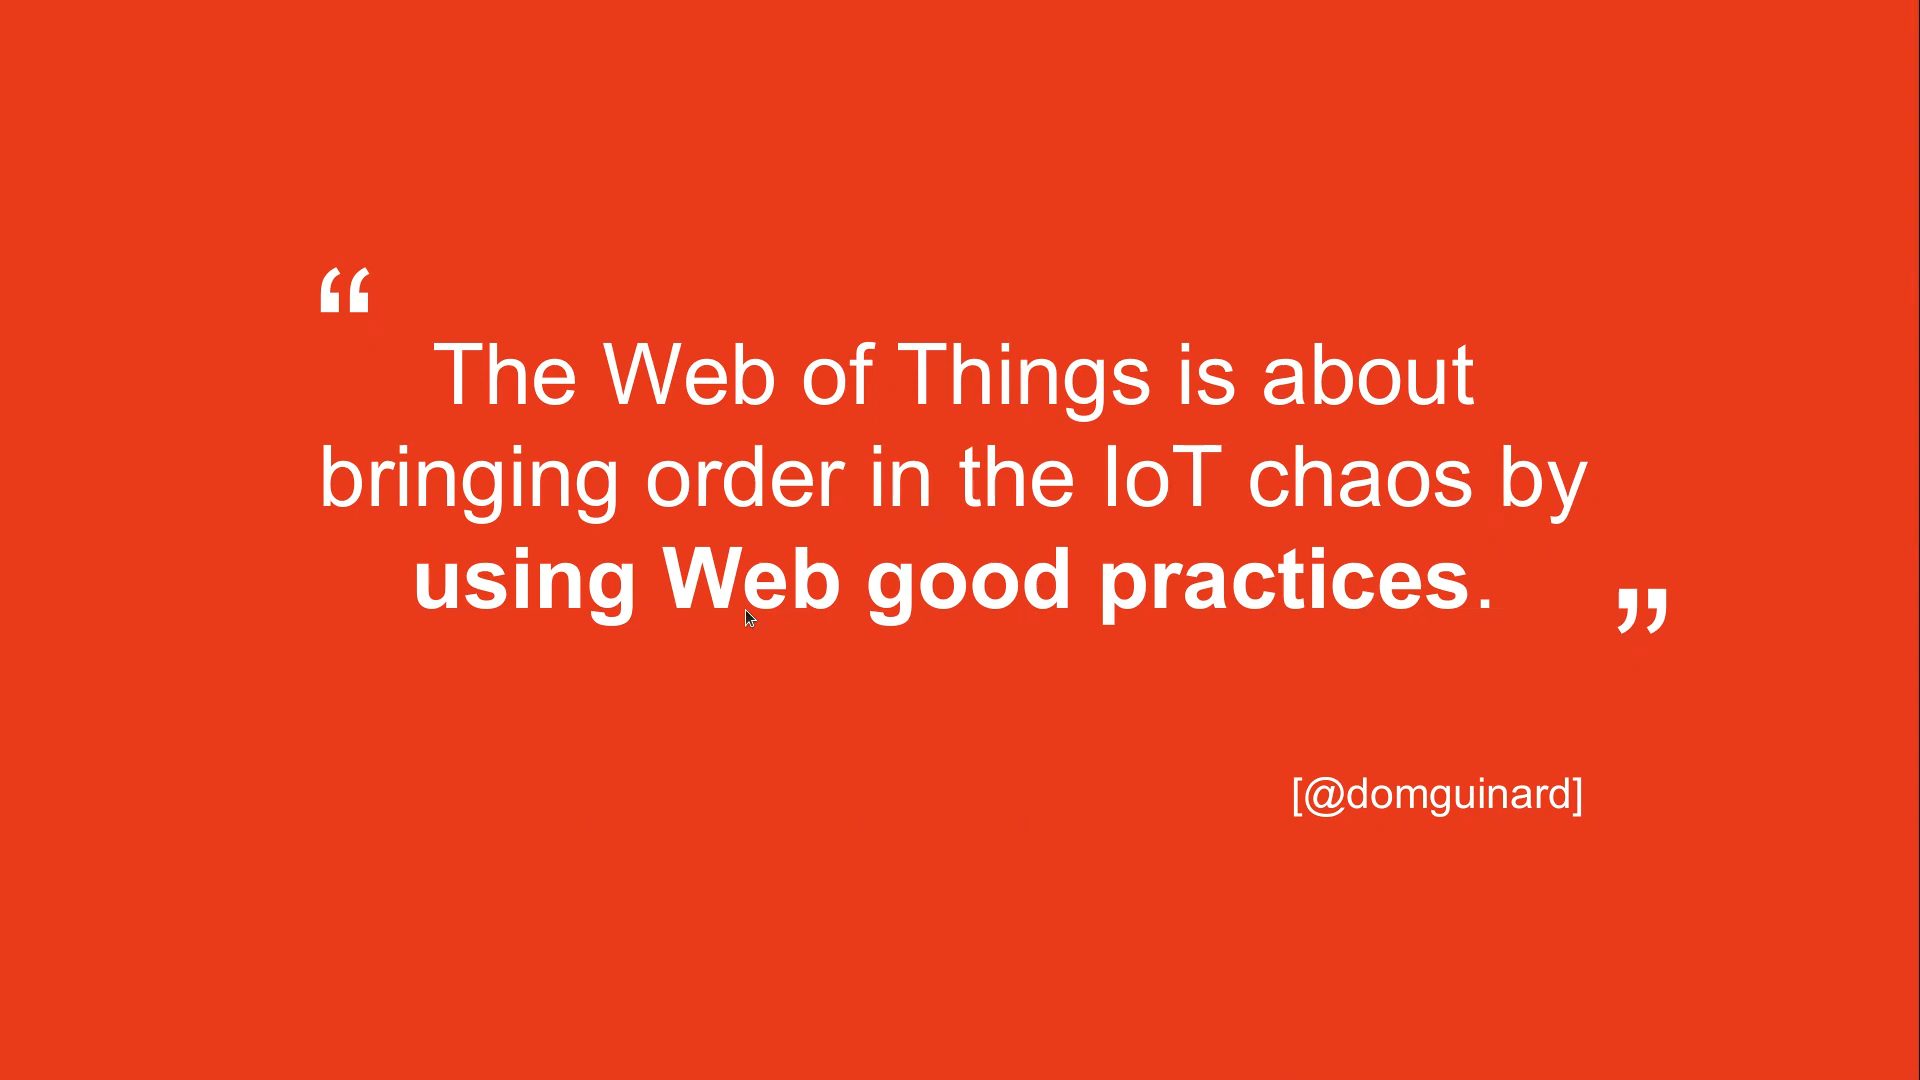 “
The Web of Things is about
bringing order in the IoT chaos by
using Web good practices.
”
[@domguinard]